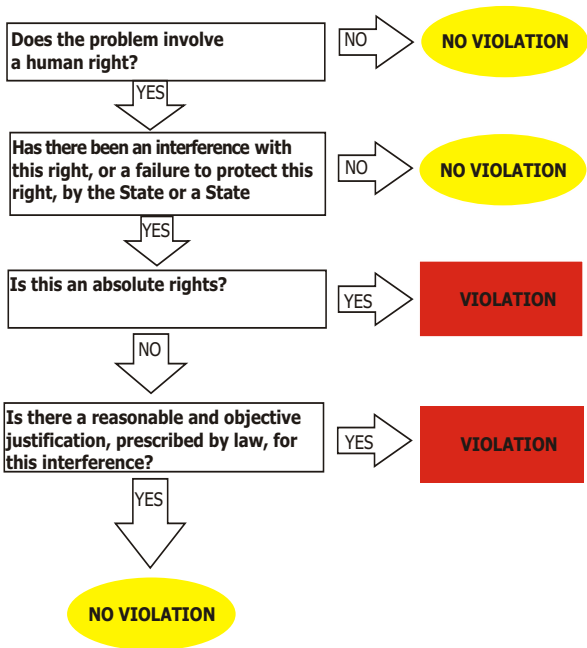 Does the problem involve
a human right?
NO
NO VIOLATION
YES
Has there been an interference with
this right, or a failure to protect this
right, by the State or a State
NO
NO VIOLATION
YES
Is this an absolute rights?
YES
VIOLATION
NO
Is there a reasonable and objective
justification, prescribed by law, for
this interference?
YES
VIOLATION
YES
NO VIOLATION